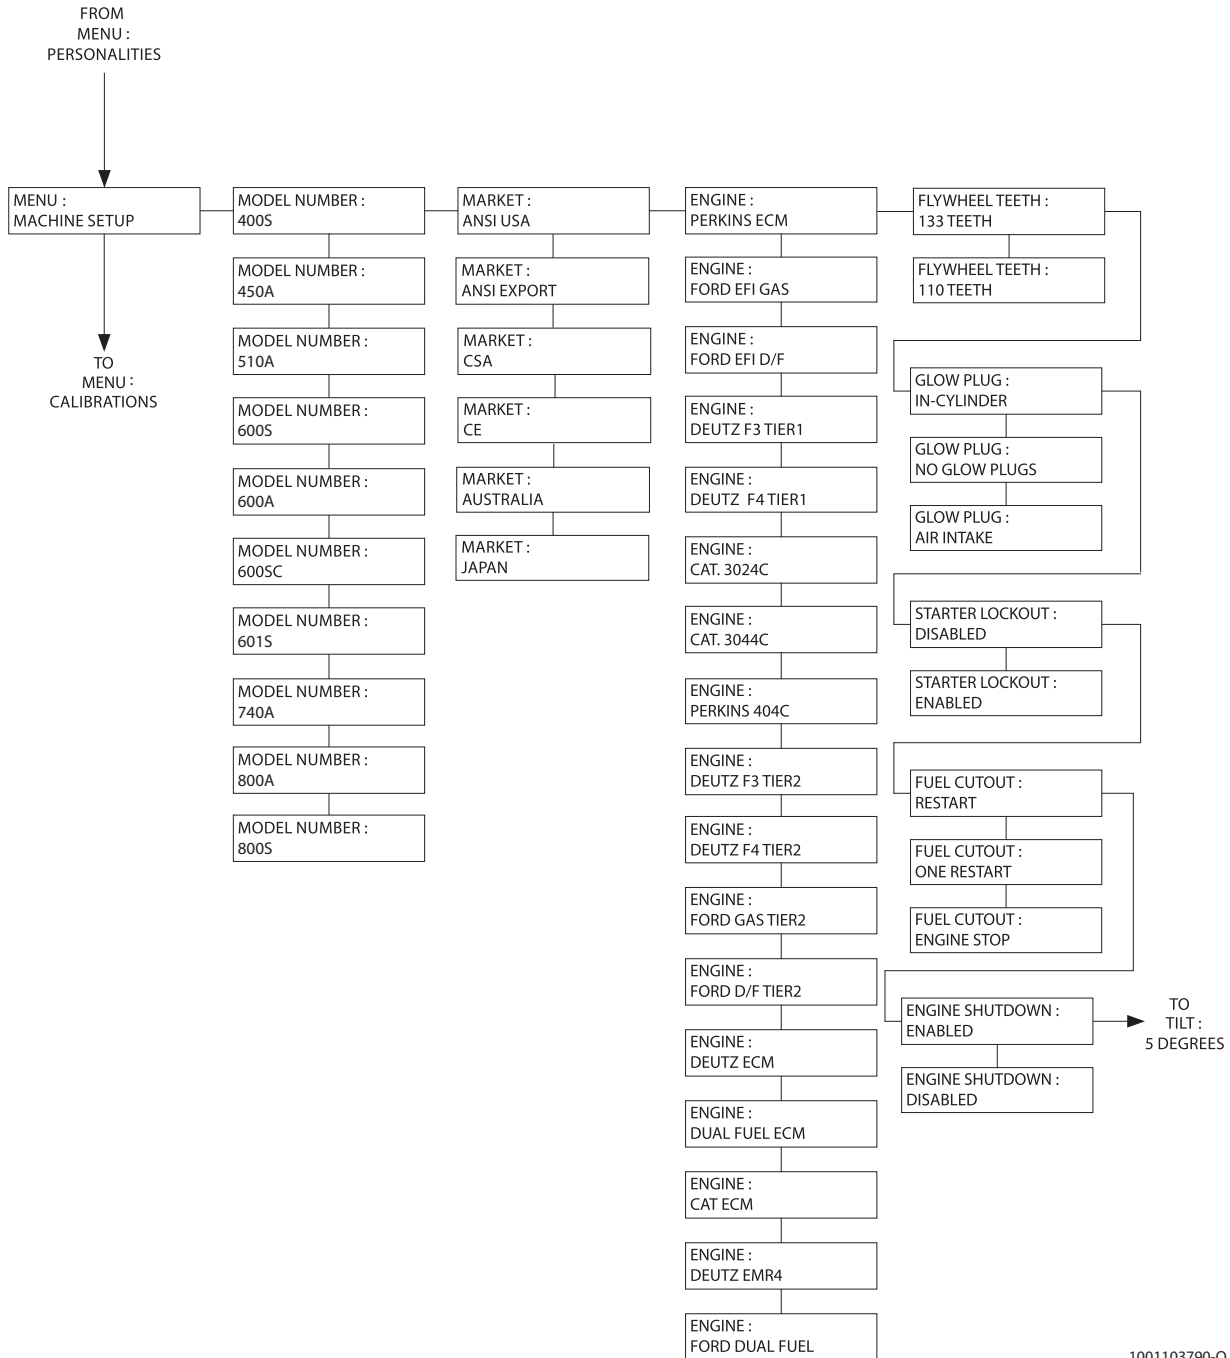 FROM
MENU :
PERSONALITIES
MENU :
MACHINE SETUP
TO
MENU :
CALIBRATIONS
MODEL NUMBER :
400S
MODEL NUMBER :
450A
MODEL NUMBER :
510A
MODEL NUMBER :
600S
MODEL NUMBER :
600A
MODEL NUMBER :
600SC
MODEL NUMBER :
601S
MODEL NUMBER :
740A
MODEL NUMBER :
800A
MODEL NUMBER :
800S
MARKET :
ANSI USA
MARKET :
ANSI EXPORT
MARKET :
CSA
MARKET :
CE
MARKET :
AUSTRALIA
MARKET :
JAPAN
ENGINE :
PERKINS ECM
ENGINE :
FORD EFI GAS
ENGINE :
FORD EFI D/F
ENGINE :
DEUTZ F3 TIER1
ENGINE :
DEUTZ F4 TIER1
ENGINE :
CAT. 3024C
ENGINE :
CAT. 3044C
ENGINE :
PERKINS 404C
ENGINE :
DEUTZ F3 TIER2
ENGINE :
DEUTZ F4 TIER2
ENGINE :
FORD GAS TIER2
ENGINE :
FORD D/F TIER2
ENGINE :
DEUTZ ECM
ENGINE :
DUAL FUEL ECM
ENGINE :
CAT ECM
ENGINE :
DEUTZ EMR4
ENGINE :
FORD DUAL FUEL
FLYWHEEL TEETH :
133 TEETH
FLYWHEEL TEETH :
110 TEETH
GLOW PLUG :
IN-CYLINDER
GLOW PLUG :
NO GLOW PLUGS
GLOW PLUG :
AIR INTAKE
STARTER LOCKOUT :
DISABLED
STARTER LOCKOUT :
ENABLED
FUEL CUTOUT :
RESTART
FUEL CUTOUT :
ONE RESTART
FUEL CUTOUT :
ENGINE STOP
ENGINE SHUTDOWN :
ENABLED
ENGINE SHUTDOWN :
DISABLED
TO
TILT :
5 DEGREES